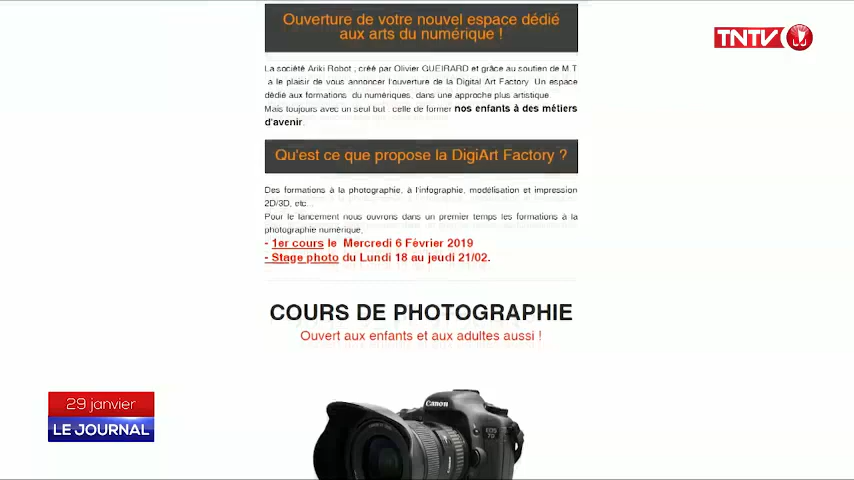 Ouverture de votre nouvel espace dédié
aux arts du numérique !
TNTV
La société Ariki Robot , créé par Olivier GUEIRARD et grâce au soutien de M.T
a le plaisir de vous annoncer l'ouverture de la Digital Art Factory. Un espace
dédié aux formations du numériques, dans une approche plus artistique.
Mais toujours avec un seul but : celle de former nos enfants à des métiers
d'avenir.
Qu'est ce que propose la DigiArt Factory ?
Des formations à la photographie, à l'infographie, modélisation et impression
2D/3D, etc...
Pour le lancement nous ouvrons dans un premier temps les formations à la
photographie numérique,
- 1er cours le Mercredi 6 Février 2019
- Stage photo du Lundi 18 au jeudi 21/02.
COURS DE PHOTOGRAPHIE
Ouvert aux enfants et aux adultes aussi !
29 janvier
LE JOURNAL
Canon
EOS
7D